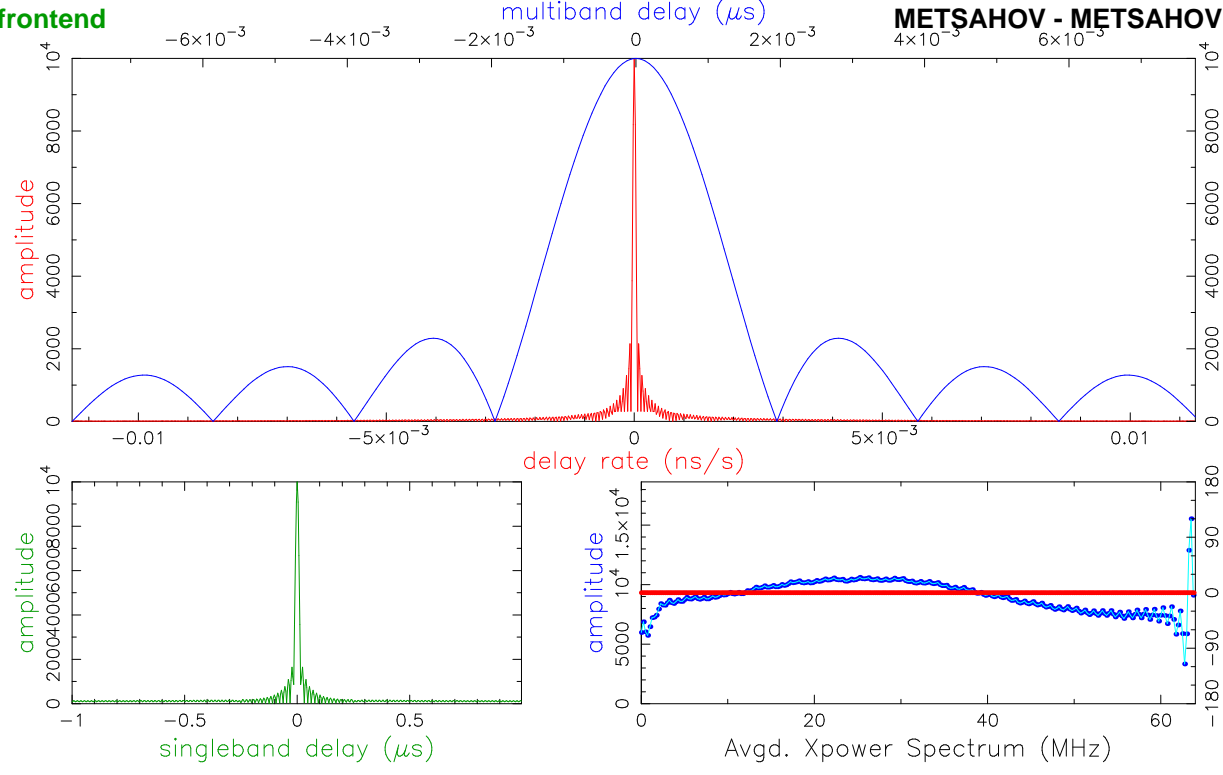 multiband delay (μs)
frontend
METSAHOV - METSAHOV
−6×10⁻³ −4×10⁻³ −2×10⁻³ 0 2×10⁻³ 4×10⁻³ 6×10⁻³
amplitude
0 2000 4000 6000 8000 10⁴
0 2000 4000 6000 8000 10⁴
−0.01 −5×10⁻³ 0 5×10⁻³ 0.01
delay rate (ns/s)
amplitude
0 2000 4000 6000 8000 10⁴
−1 −0.5 0 0.5
singleband delay (μs)
amplitude
0 5000 10⁴ 1.5×10⁴
−180 −90 0 90 180
0 20 40 60
Avgd. Xpower Spectrum (MHz)